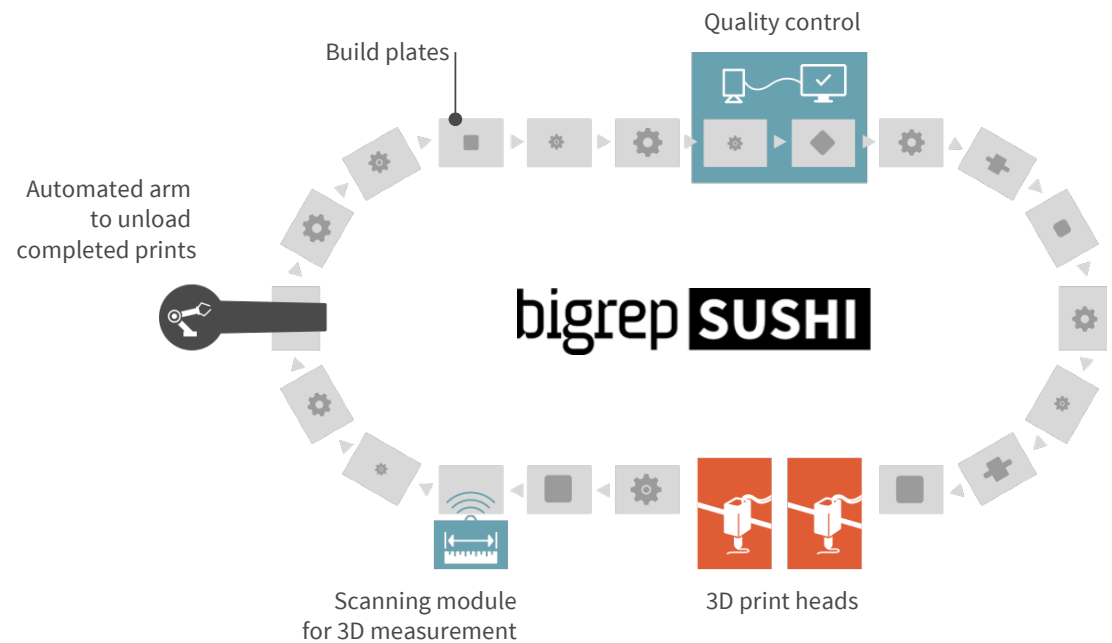 Quality control
Build plates
Automated arm
to unload
completed prints
bigrep SUSHI
Scanning module
for 3D measurement
3D print heads